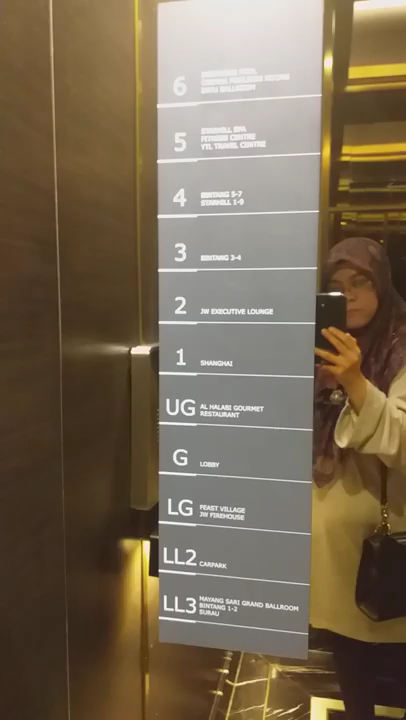 6
SWIMMING POOL
5
STARHILL SPA
FITNESS CENTRE
YTL TRAVEL CENTRE
4
BINTANG 5-7
STARHILL 1-9
3
BINTANG 3-4
2
JW EXECUTIVE LOUNGE
1
SHANGHAI
UG
AL HALABI GOURMET
RESTAURANT
G
LOBBY
LG
FEAST VILLAGE
JW FIREHOUSE
LL2
CARPARK
LL3
MAYANG SARI GRAND BALLROOM
BINTANG 1-2
SURAU